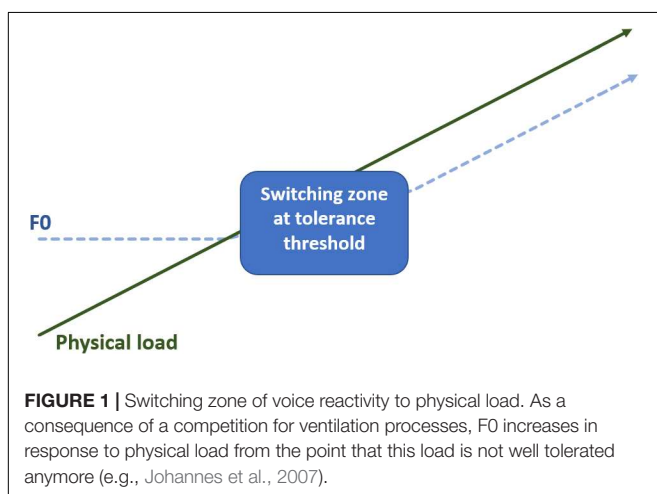 Switching zone
at tolerance
threshold
F0
Physical load
FIGURE 1 | Switching zone of voice reactivity to physical load. As a
consequence of a competition for ventilation processes, F0 increases in
response to physical load from the point that this load is not well tolerated
anymore (e.g., Johannes et al., 2007).